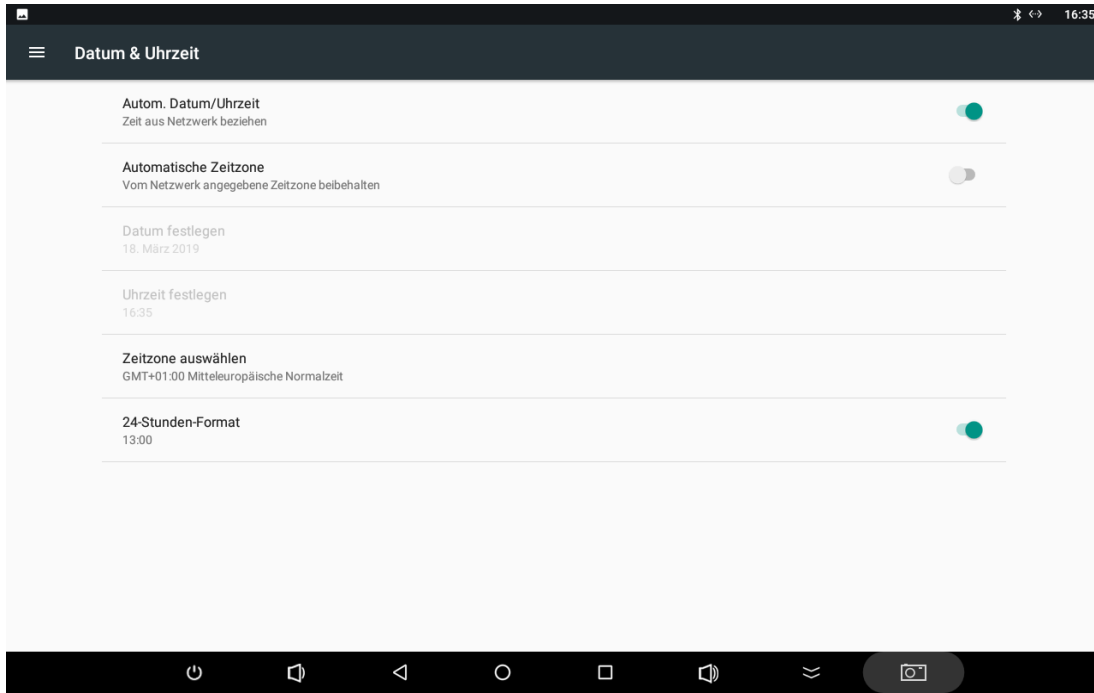 16:35
Datum & Uhrzeit
Autom. Datum/Uhrzeit
Zeit aus Netzwerk beziehen
Automatische Zeitzone
Vom Netzwerk angegebene Zeitzone beibehalten
Datum festlegen
18. März 2019
Uhrzeit festlegen
16:35
Zeitzone auswählen
GMT+01:00 Mitteleuropäische Normalzeit
24-Stunden-Format
13:00